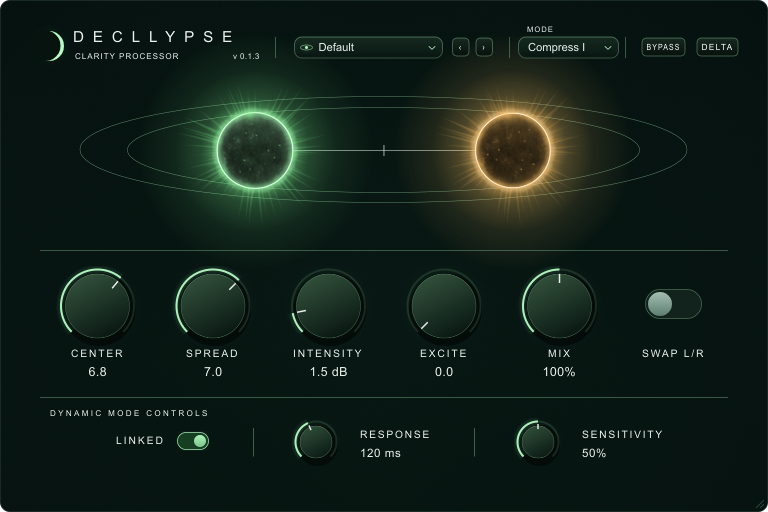 DECLLYPSE
CLARITY PROCESSOR
v 0.1.3
Default
‹
›
MODE
Compress I
BYPASS
DELTA
CENTER
6.8
SPREAD
7.0
INTENSITY
1.5 dB
EXCITE
0.0
MIX
100%
SWAP L/R
DYNAMIC MODE CONTROLS
LINKED
RESPONSE
120 ms
SENSITIVITY
50%